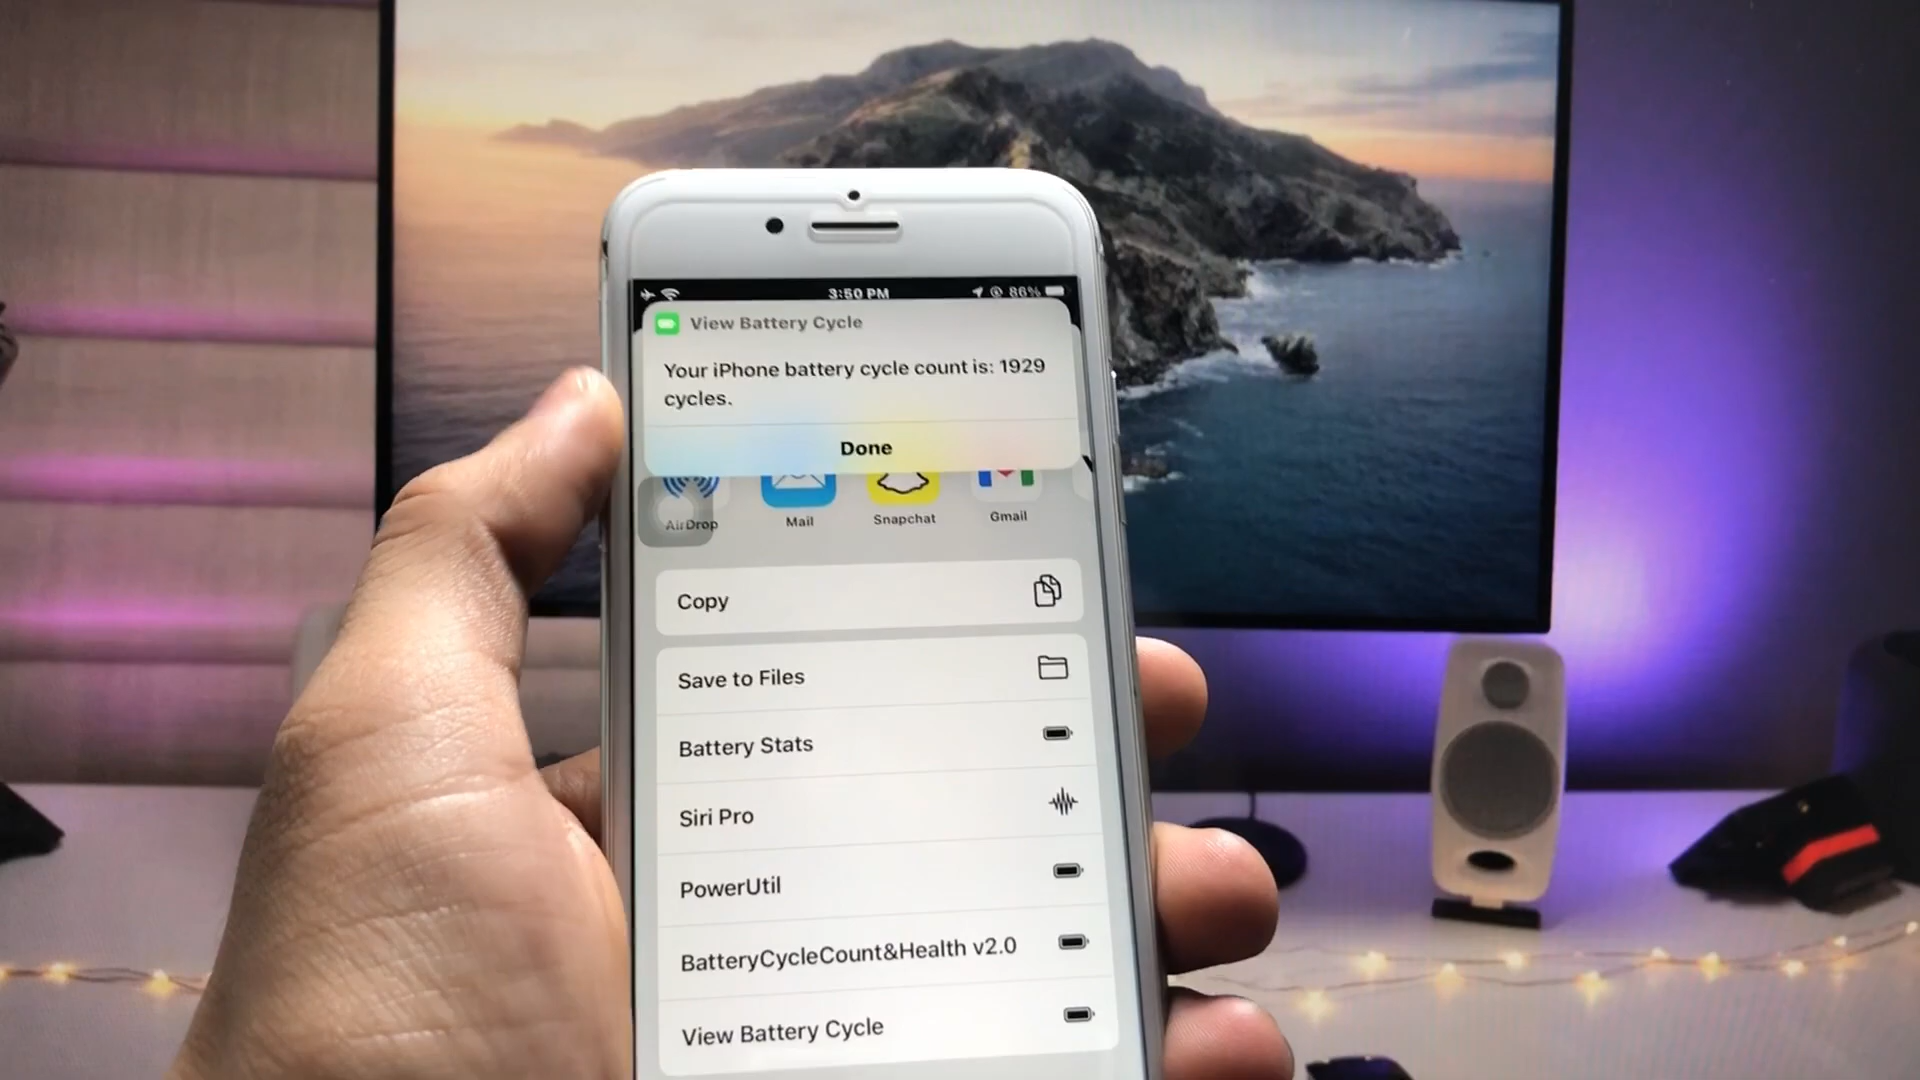 3:50 PM
86%
View Battery Cycle
Your iPhone battery cycle count is: 1929
cycles.
Done
AirDrop
Mail
Snapchat
Gmail
Copy
Save to Files
Battery Stats
Siri Pro
PowerUtil
BatteryCycleCount&Health v2.0
View Battery Cycle